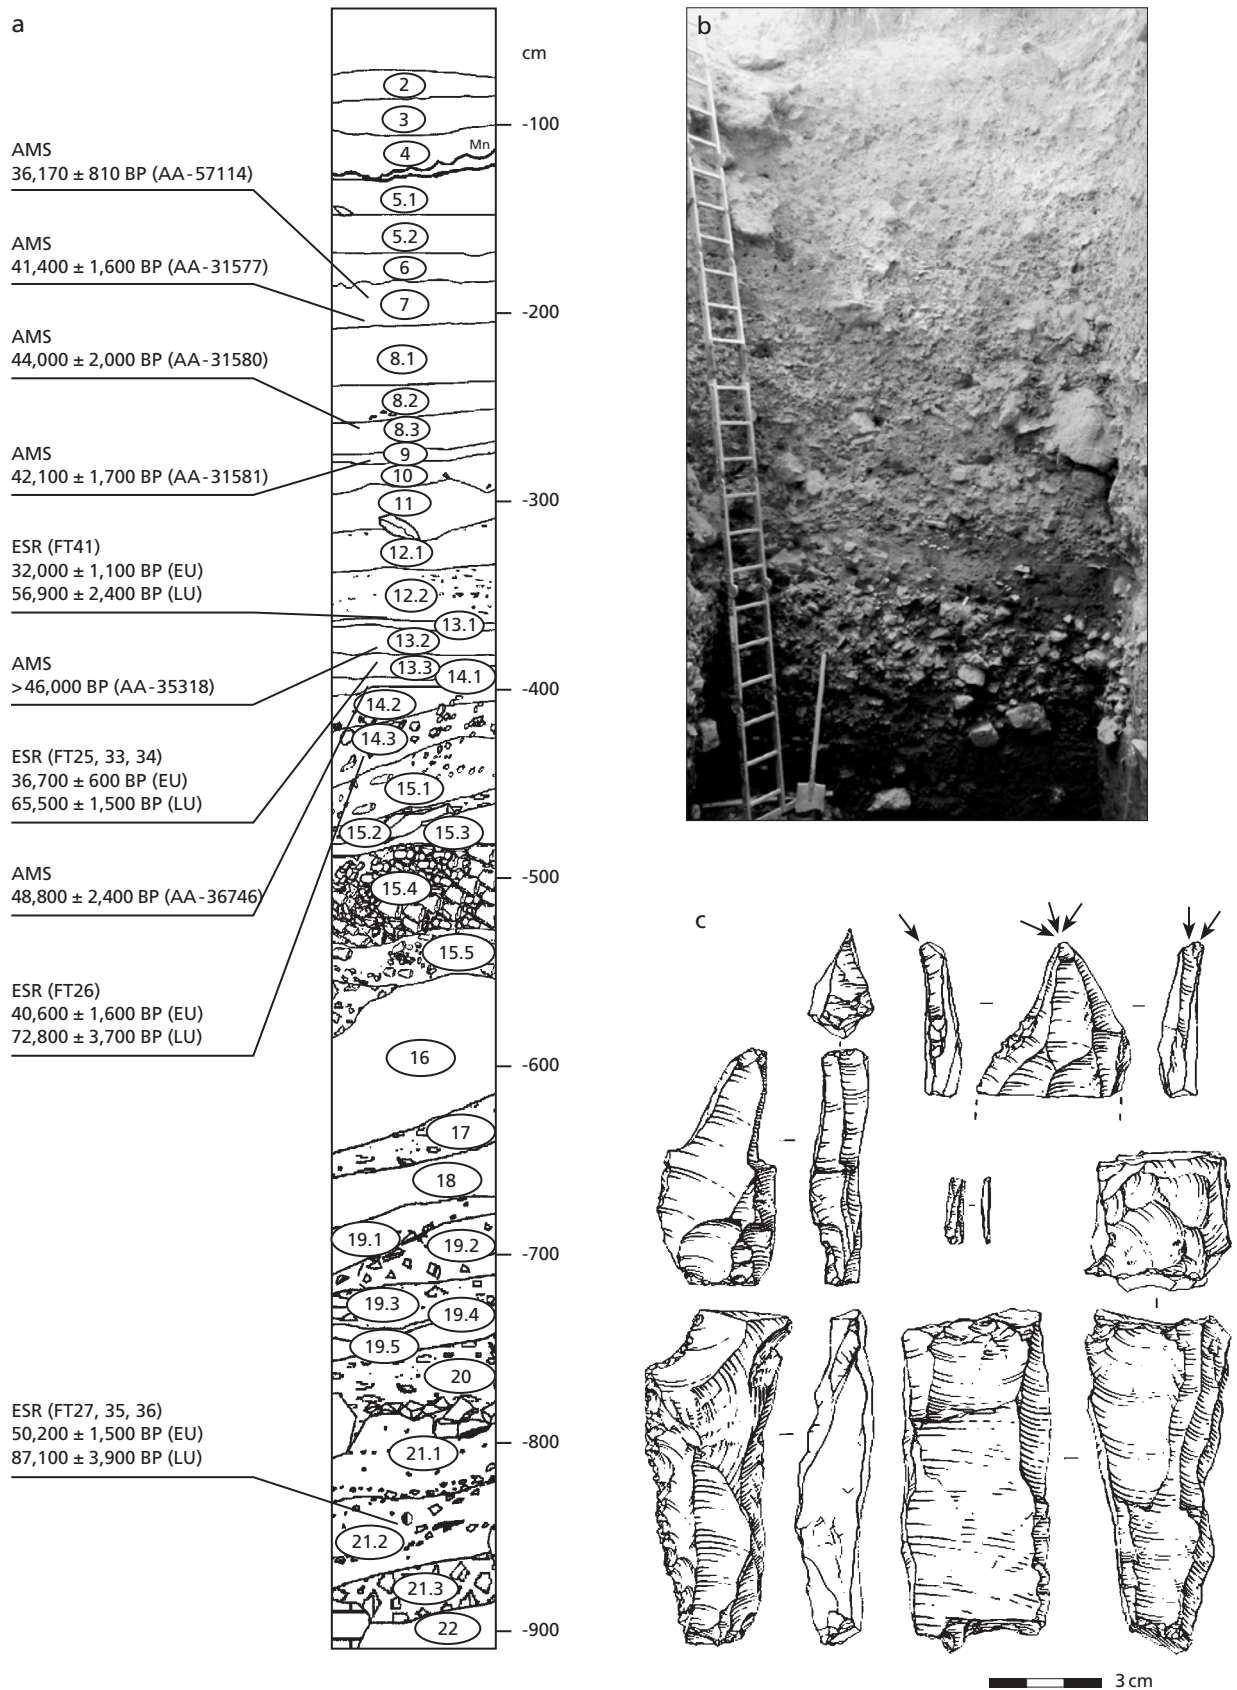 a
cm
2
3
-100
4
Mn
AMS
36,170 ± 810 BP (AA-57114)
5.1
5.2
AMS
41,400 ± 1,600 BP (AA-31577)
6
7
-200
AMS
44,000 ± 2,000 BP (AA-31580)
8.1
8.2
8.3
AMS
42,100 ± 1,700 BP (AA-31581)
9
10
11
-300
ESR (FT41)
32,000 ± 1,100 BP (EU)
56,900 ± 2,400 BP (LU)
12.1
12.2
13.1
13.2
AMS
>46,000 BP (AA-35318)
13.3
14.1
-400
14.2
14.3
ESR (FT25, 33, 34)
36,700 ± 600 BP (EU)
65,500 ± 1,500 BP (LU)
15.1
15.2
15.3
AMS
48,800 ± 2,400 BP (AA-36746)
-500
15.4
15.5
ESR (FT26)
40,600 ± 1,600 BP (EU)
72,800 ± 3,700 BP (LU)
16
-600
17
18
19.1
19.2
-700
19.3
19.4
19.5
20
ESR (FT27, 35, 36)
50,200 ± 1,500 BP (EU)
87,100 ± 3,900 BP (LU)
-800
21.1
21.2
21.3
22
-900
b
c
3 cm